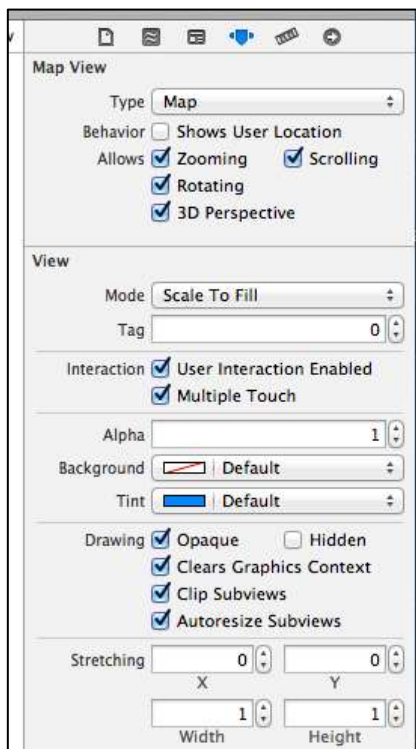 Map View
Type Map
Behavior Shows User Location
Allows Zooming Scrolling
Rotating
3D Perspective
View
Mode Scale To Fill
Tag 0
Interaction User Interaction Enabled
Multiple Touch
Alpha 1
Background Default
Tint Default
Drawing Opaque Hidden
Clears Graphics Context
Clip Subviews
Autoresize Subviews
Stretching 0 0
X Y
1 1
Width Height